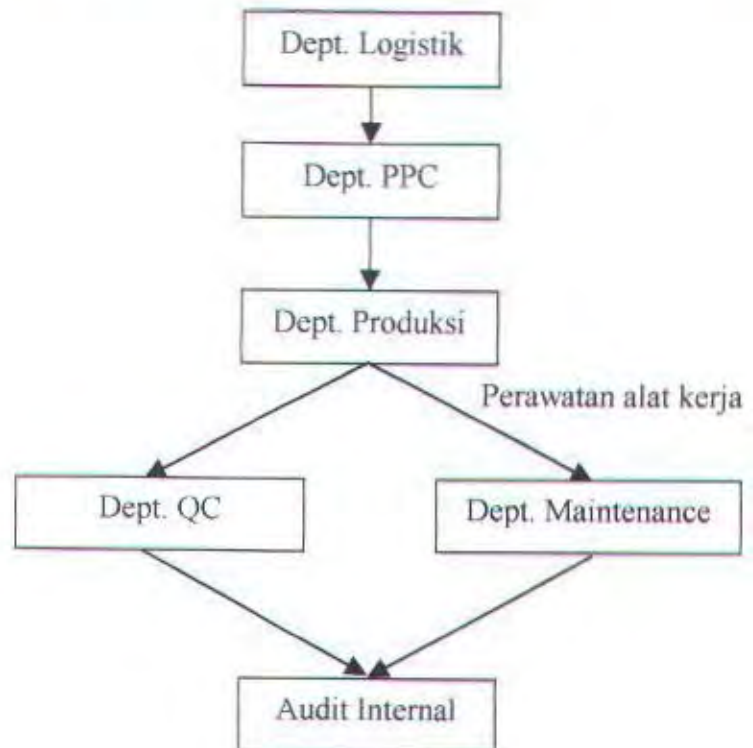 Dept. Logistik
Dept. PPC
Dept. Produksi
Perawatan alat kerja
Dept. QC
Dept. Maintenance
Audit Internal